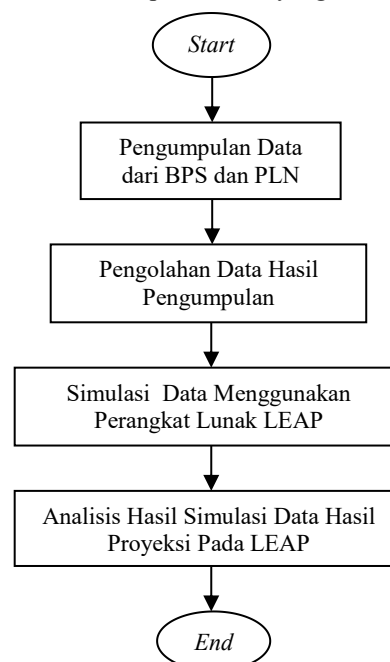 Start
Pengumpulan Data
dari BPS dan PLN
Pengolahan Data Hasil
Pengumpulan
Simulasi Data Menggunakan
Perangkat Lunak LEAP
Analisis Hasil Simulasi Data Hasil
Proyeksi Pada LEAP
End